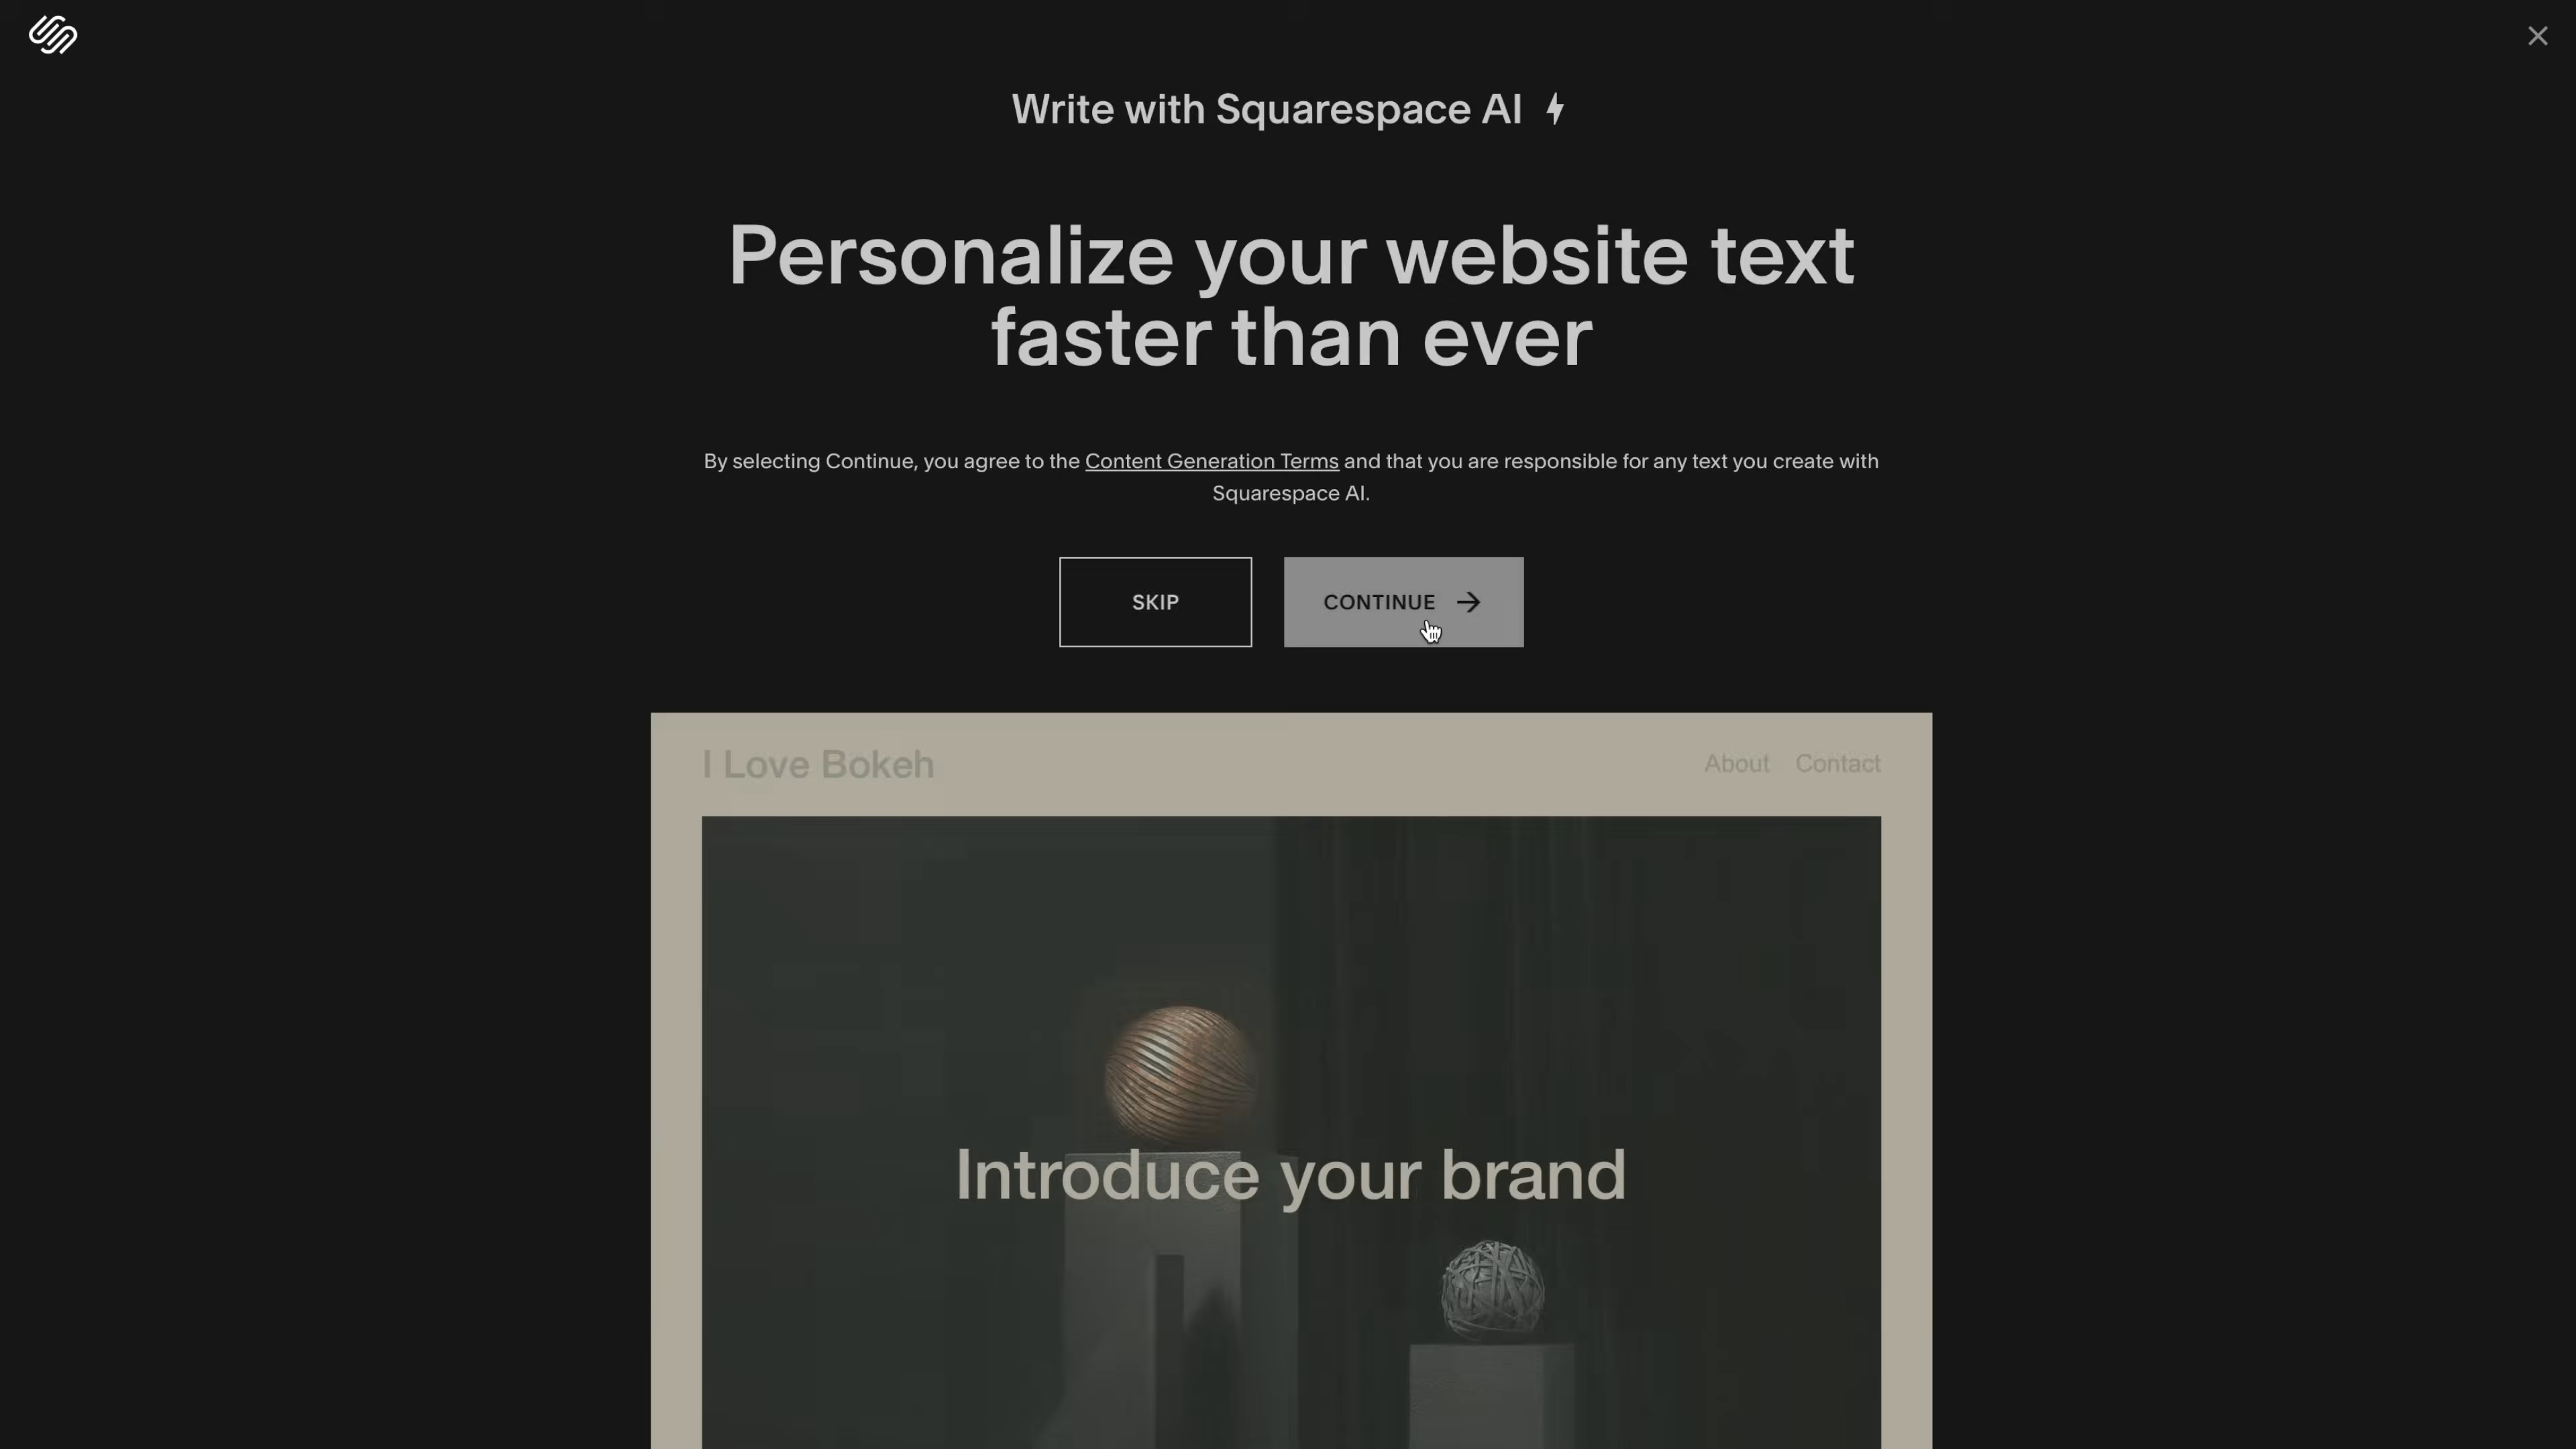 Write with Squarespace AI
Personalize your website text
faster than ever
By selecting Continue, you agree to the Content Generation Terms and that you are responsible for any text you create with
Squarespace AI.
SKIP
CONTINUE
I Love Bokeh
About
Contact
Introduce your brand